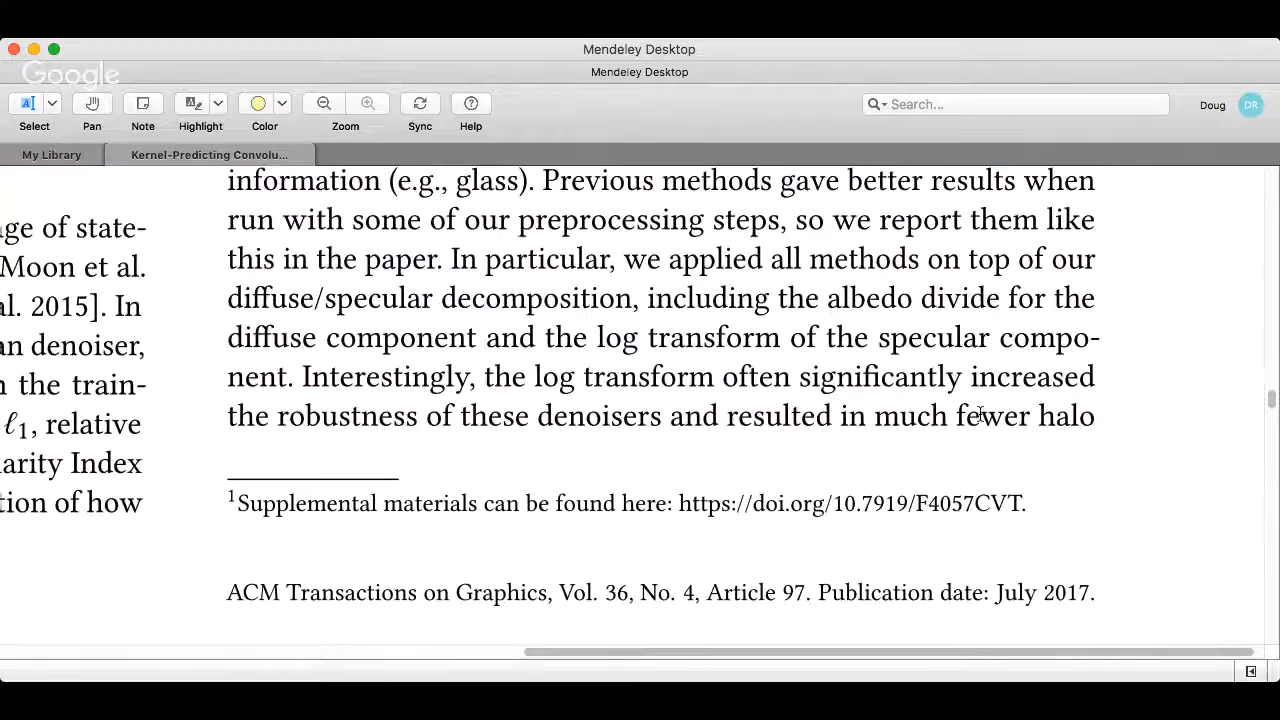 Mendeley Desktop
Google
Mendeley Desktop
Select
Pan
Note
Highlight
Color
Zoom
Sync
Help
Search...
Doug
DR
My Library
Kernel-Predicting Convolu...
ge of state-
Moon et al.
al. 2015]. In
an denoiser,
n the train-
ℓ1, relative
larity Index
tion of how
information (e.g., glass). Previous methods gave better results when
run with some of our preprocessing steps, so we report them like
this in the paper. In particular, we applied all methods on top of our
diffuse/specular decomposition, including the albedo divide for the
diffuse component and the log transform of the specular compo-
nent. Interestingly, the log transform often significantly increased
the robustness of these denoisers and resulted in much fewer halo
1Supplemental materials can be found here: https://doi.org/10.7919/F4057CVT.
ACM Transactions on Graphics, Vol. 36, No. 4, Article 97. Publication date: July 2017.